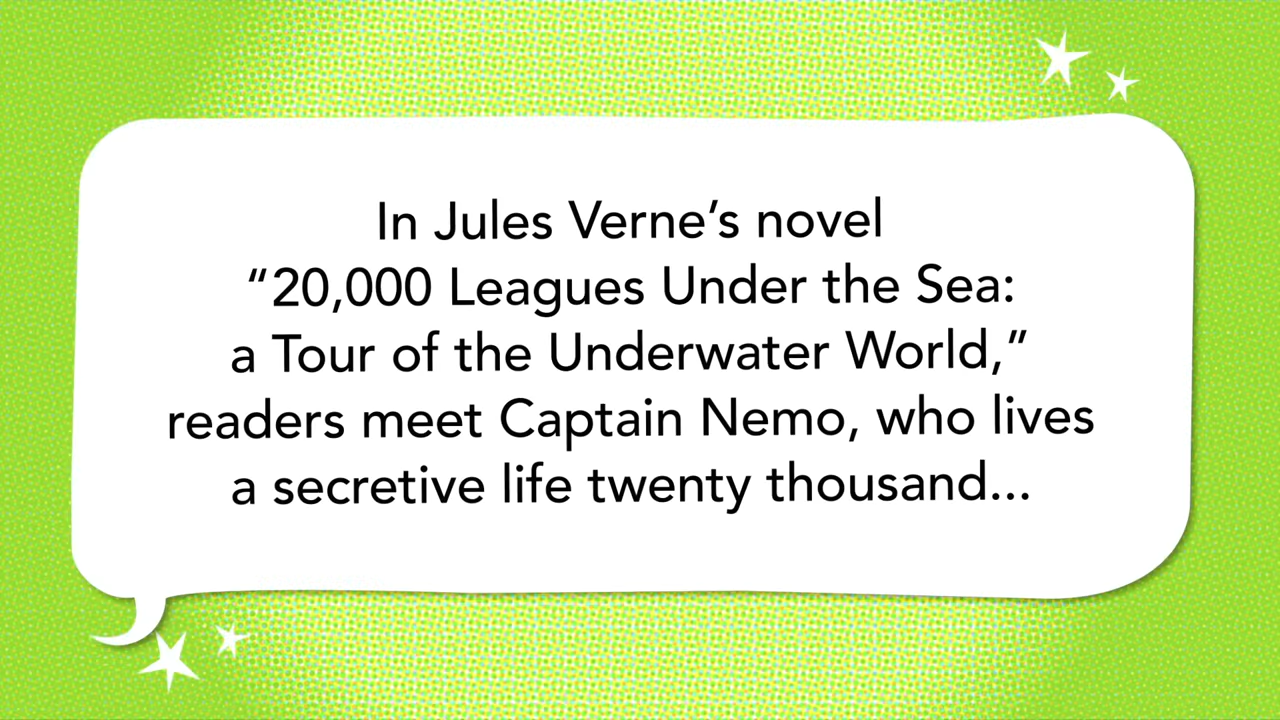 In Jules Verne’s novel
“20,000 Leagues Under the Sea:
a Tour of the Underwater World,”
readers meet Captain Nemo, who lives
a secretive life twenty thousand...